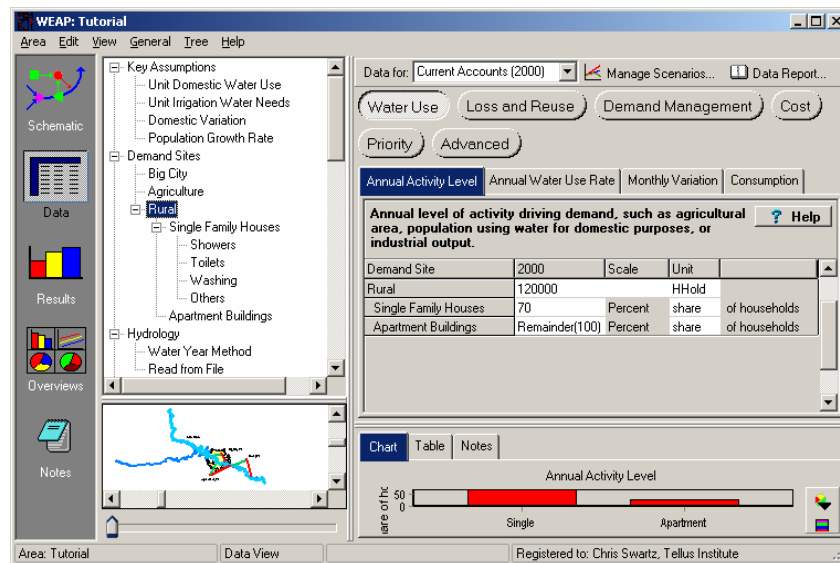 WEAP: Tutorial
Area Edit View General Tree Help
Schematic
Data
Results
Overviews
Notes
Key Assumptions
Unit Domestic Water Use
Unit Irrigation Water Needs
Domestic Variation
Population Growth Rate
Demand Sites
Big City
Agriculture
Rural
Single Family Houses
Showers
Toilets
Washing
Others
Apartment Buildings
Hydrology
Water Year Method
Read from File
Data for: Current Accounts (2000) Manage Scenarios... Data Report...
Water Use Loss and Reuse Demand Management Cost
Priority Advanced
Annual Activity Level Annual Water Use Rate Monthly Variation Consumption
Annual level of activity driving demand, such as agricultural
area, population using water for domestic purposes, or
industrial output.
? Help
Demand Site 2000 Scale Unit
Rural 120000 HHold
Single Family Houses 70 Percent share of households
Apartment Buildings Remainder(100) Percent share of households
Chart Table Notes
Annual Activity Level
50
0
Single Apartment
Area: Tutorial Data View Registered to: Chris Swartz, Tellus Institute